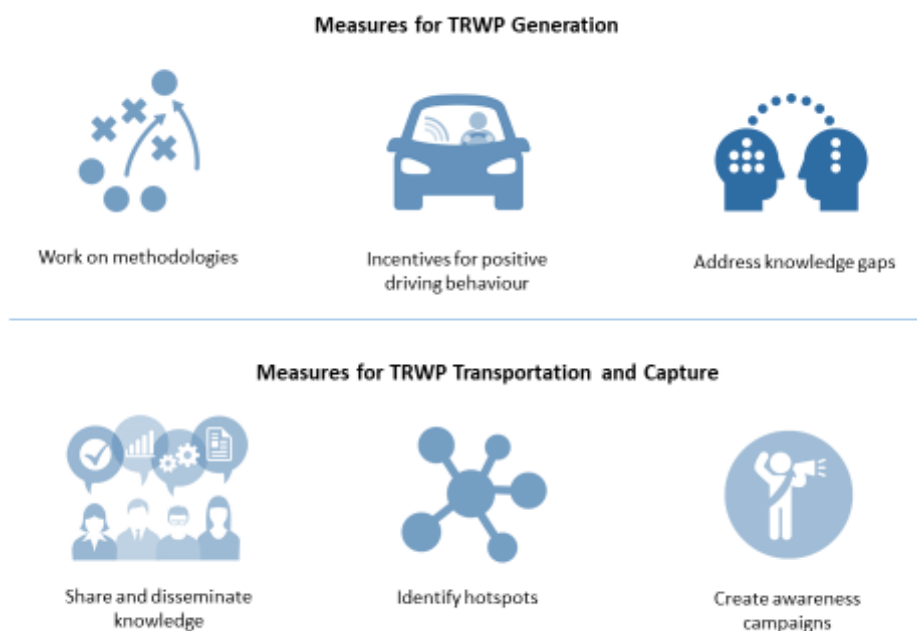 Measures for TRWP Generation
Work on methodologies
Incentives for positive
driving behaviour
Address knowledge gaps
Measures for TRWP Transportation and Capture
Share and disseminate
knowledge
Identify hotspots
Create awareness
campaigns